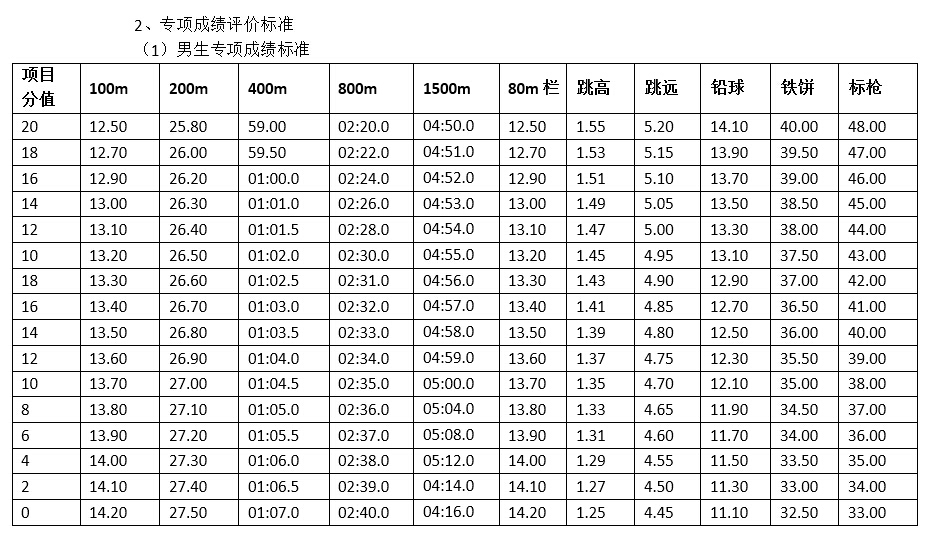 2、专项成绩评价标准
（1）男生专项成绩标准
项目
分值 100m 200m 400m 800m 1500m 80m 栏 跳高 跳远 铅球 铁饼 标枪
20 12.50 25.80 59.00 02:20.0 04:50.0 12.50 1.55 5.20 14.10 40.00 48.00
18 12.70 26.00 59.50 02:22.0 04:51.0 12.70 1.53 5.15 13.90 39.50 47.00
16 12.90 26.20 01:00.0 02:24.0 04:52.0 12.90 1.51 5.10 13.70 39.00 46.00
14 13.00 26.30 01:01.0 02:26.0 04:53.0 13.00 1.49 5.05 13.50 38.50 45.00
12 13.10 26.40 01:01.5 02:28.0 04:54.0 13.10 1.47 5.00 13.30 38.00 44.00
10 13.20 26.50 01:02.0 02:30.0 04:55.0 13.20 1.45 4.95 13.10 37.50 43.00
18 13.30 26.60 01:02.5 02:31.0 04:56.0 13.30 1.43 4.90 12.90 37.00 42.00
16 13.40 26.70 01:03.0 02:32.0 04:57.0 13.40 1.41 4.85 12.70 36.50 41.00
14 13.50 26.80 01:03.5 02:33.0 04:58.0 13.50 1.39 4.80 12.50 36.00 40.00
12 13.60 26.90 01:04.0 02:34.0 04:59.0 13.60 1.37 4.75 12.30 35.50 39.00
10 13.70 27.00 01:04.5 02:35.0 05:00.0 13.70 1.35 4.70 12.10 35.00 38.00
8 13.80 27.10 01:05.0 02:36.0 05:04.0 13.80 1.33 4.65 11.90 34.50 37.00
6 13.90 27.20 01:05.5 02:37.0 05:08.0 13.90 1.31 4.60 11.70 34.00 36.00
4 14.00 27.30 01:06.0 02:38.0 05:12.0 14.00 1.29 4.55 11.50 33.50 35.00
2 14.10 27.40 01:06.5 02:39.0 04:14.0 14.10 1.27 4.50 11.30 33.00 34.00
0 14.20 27.50 01:07.0 02:40.0 04:16.0 14.20 1.25 4.45 11.10 32.50 33.00